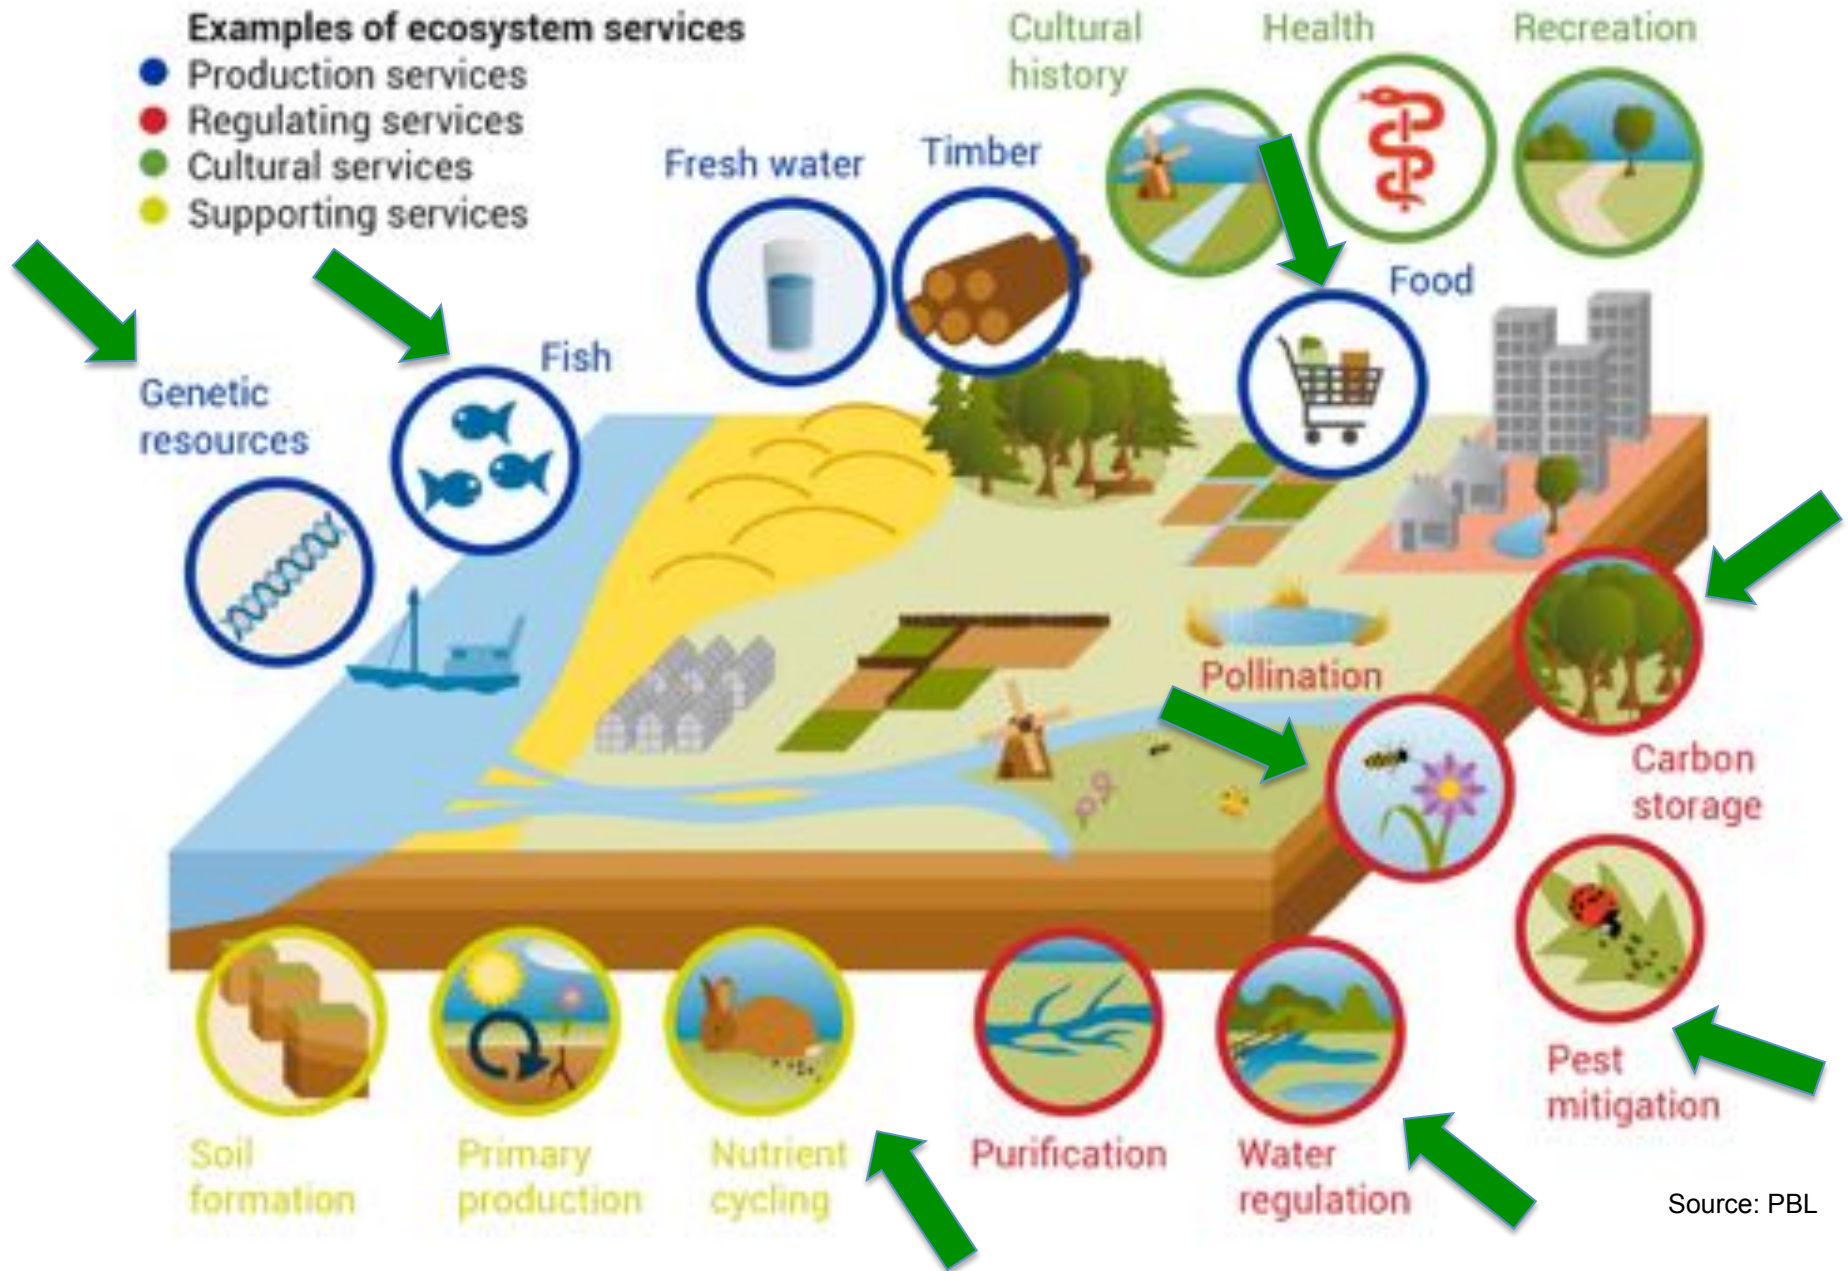 Examples of ecosystem services
Production services
Regulating services
Cultural services
Supporting services
Cultural
history
Health
Recreation
Fresh water
Timber
Food
Fish
Genetic
resources
Pollination
Carbon
storage
Pest
mitigation
Soil
formation
Primary
production
Nutrient
cycling
Purification
Water
regulation
Source: PBL